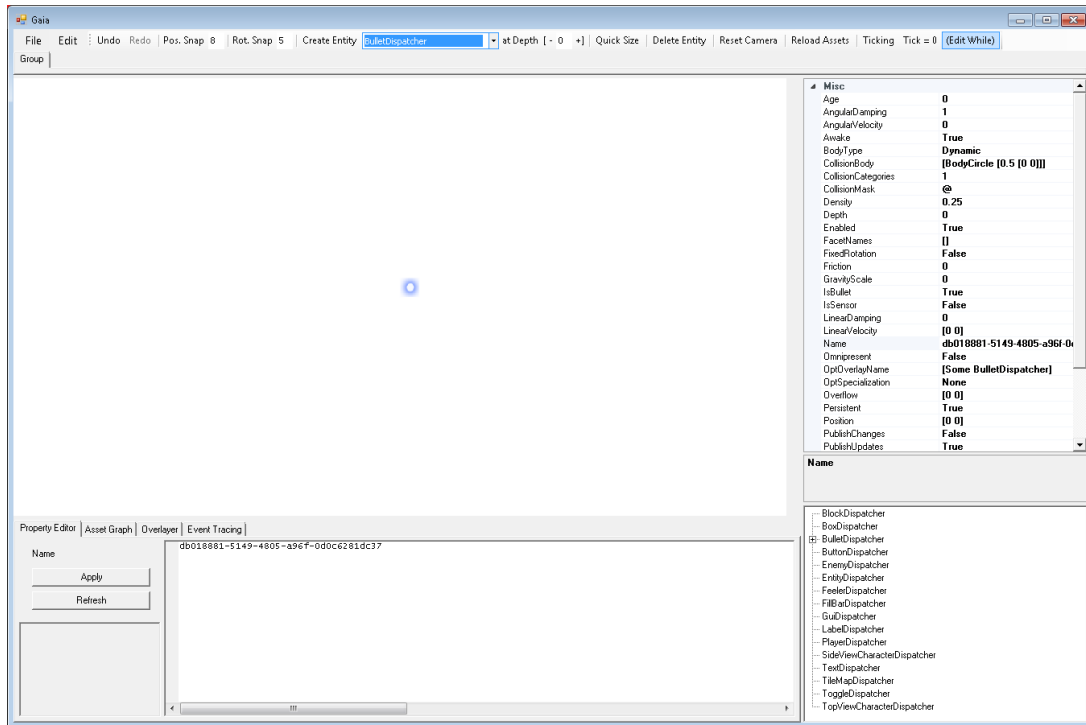 Gaia
File Edit Undo Redo Pos. Snap 8 Rot. Snap 5 Create Entity BulletDispatcher at Depth [ - 0 +] Quick Size Delete Entity Reset Camera Reload Assets Ticking Tick = 0 (Edit While)
Group
Misc
Age 0
AngularDamping 1
AngularVelocity 0
Awake True
BodyType Dynamic
CollisionBody [BodyCircle [0.5 [0 0]]]
CollisionCategories 1
CollisionMask @
Density 0.25
Depth 0
Enabled True
FacetNames []
FixedRotation False
Friction 0
GravityScale 0
IsBullet True
IsSensor False
LinearDamping 0
LinearVelocity [0 0]
Name db018881-5149-4805-a96f-0d
Omnipresent False
OptOverlayName [Some BulletDispatcher]
OptSpecialization None
Overflow [0 0]
Persistent True
Position [0 0]
PublishChanges False
PublishUpdates True
Name
Property Editor Asset Graph Overlayer Event Tracing
Name
Apply
Refresh
db018881-5149-4805-a96f-0d0c6281dc37
BlockDispatcher
BoxDispatcher
BulletDispatcher
ButtonDispatcher
EnemyDispatcher
EntityDispatcher
FeelerDispatcher
FillBarDispatcher
GuiDispatcher
LabelDispatcher
PlayerDispatcher
SideViewCharacterDispatcher
TextDispatcher
TileMapDispatcher
ToggleDispatcher
TopViewCharacterDispatcher